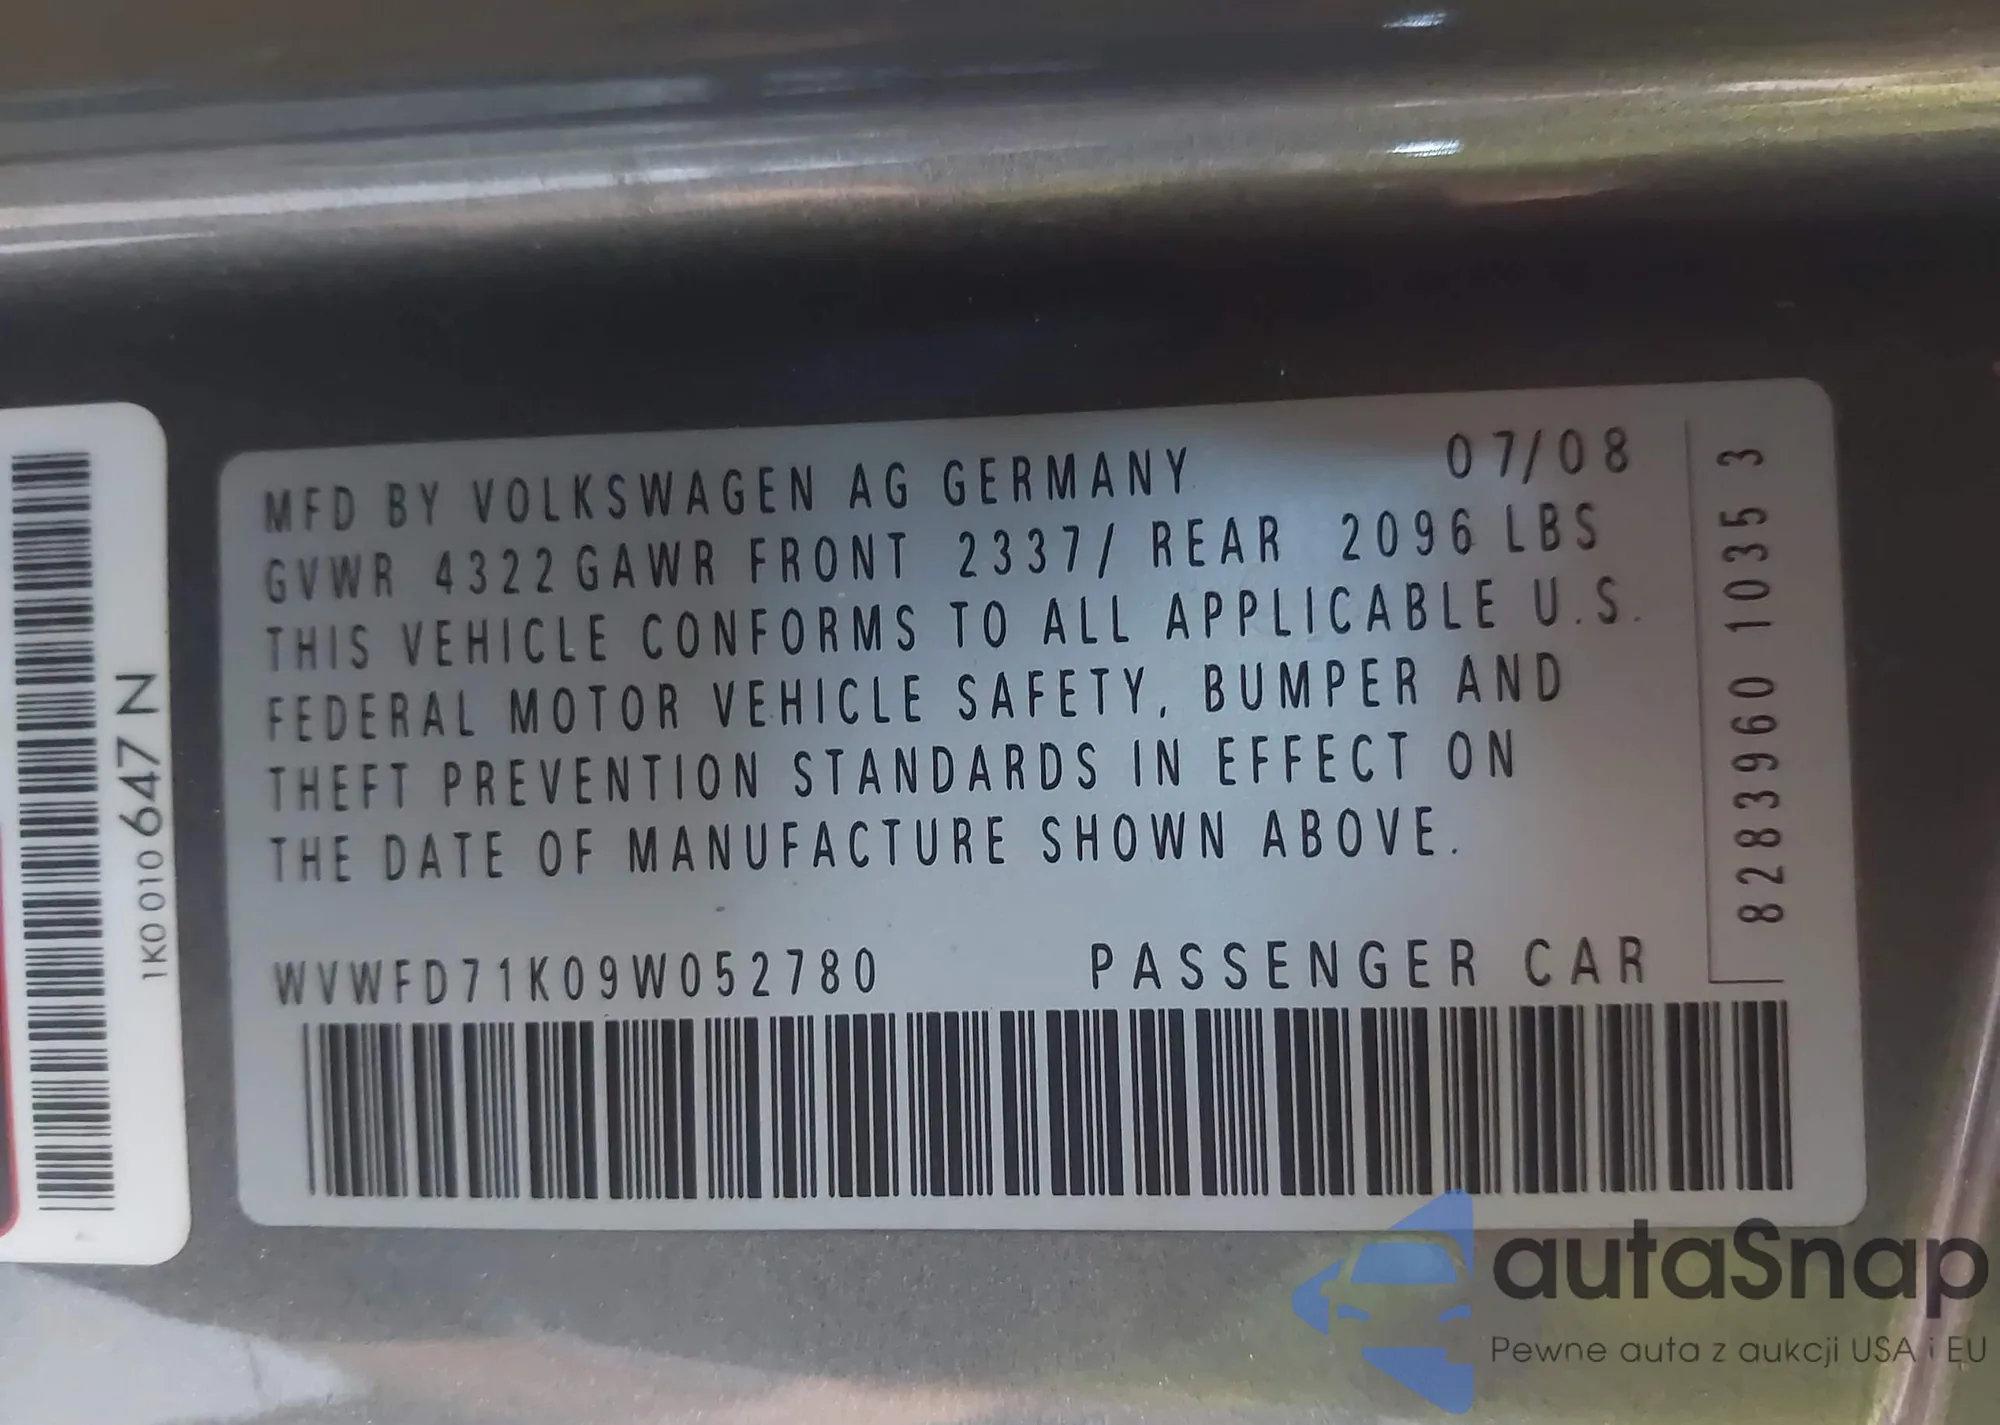 MFD BY VOLKSWAGEN AG GERMANY 07/08
GVWR 4322 GAWR FRONT 2337/ REAR 2096 LBS
THIS VEHICLE CONFORMS TO ALL APPLICABLE U.S.
FEDERAL MOTOR VEHICLE SAFETY, BUMPER AND
THEFT PREVENTION STANDARDS IN EFFECT ON
THE DATE OF MANUFACTURE SHOWN ABOVE.
WVWFD71K09W052780 PASSENGER CAR
8283960 1035 3
1K0 010 647 N
autaSnap
Pewne auta z aukcji USA i EU